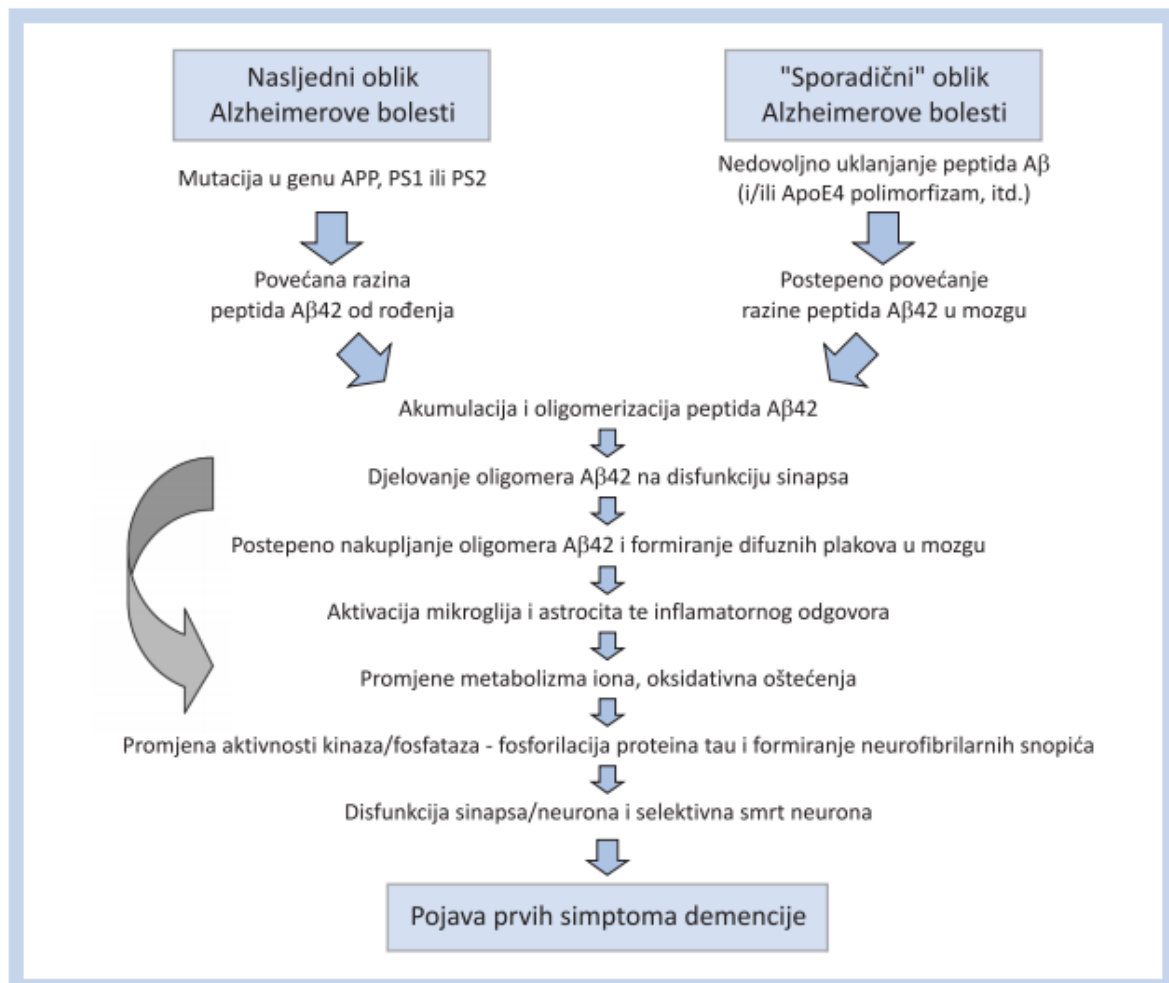 Nasljedni oblik
Alzheimerove bolesti
Mutacija u genu APP, PS1 ili PS2
Povećana razina
peptida Aβ42 od rođenja
"Sporadični" oblik
Alzheimerove bolesti
Nedovoljno uklanjanje peptida Aβ
(i/ili ApoE4 polimorfizam, itd.)
Postepeno povećanje
razine peptida Aβ42 u mozgu
Akumulacija i oligomerizacija peptida Aβ42
Djelovanje oligomera Aβ42 na disfunkciju sinapsa
Postepeno nakupljanje oligomera Aβ42 i formiranje difuznih plakova u mozgu
Aktivacija mikroglija i astrocita te inflamatornog odgovora
Promjene metabolizma iona, oksidativna oštećenja
Promjena aktivnosti kinaza/fosfataza - fosforilacija proteina tau i formiranje neurofibrilarnih snopića
Disfunkcija sinapsa/neurona i selektivna smrt neurona
Pojava prvih simptoma demencije